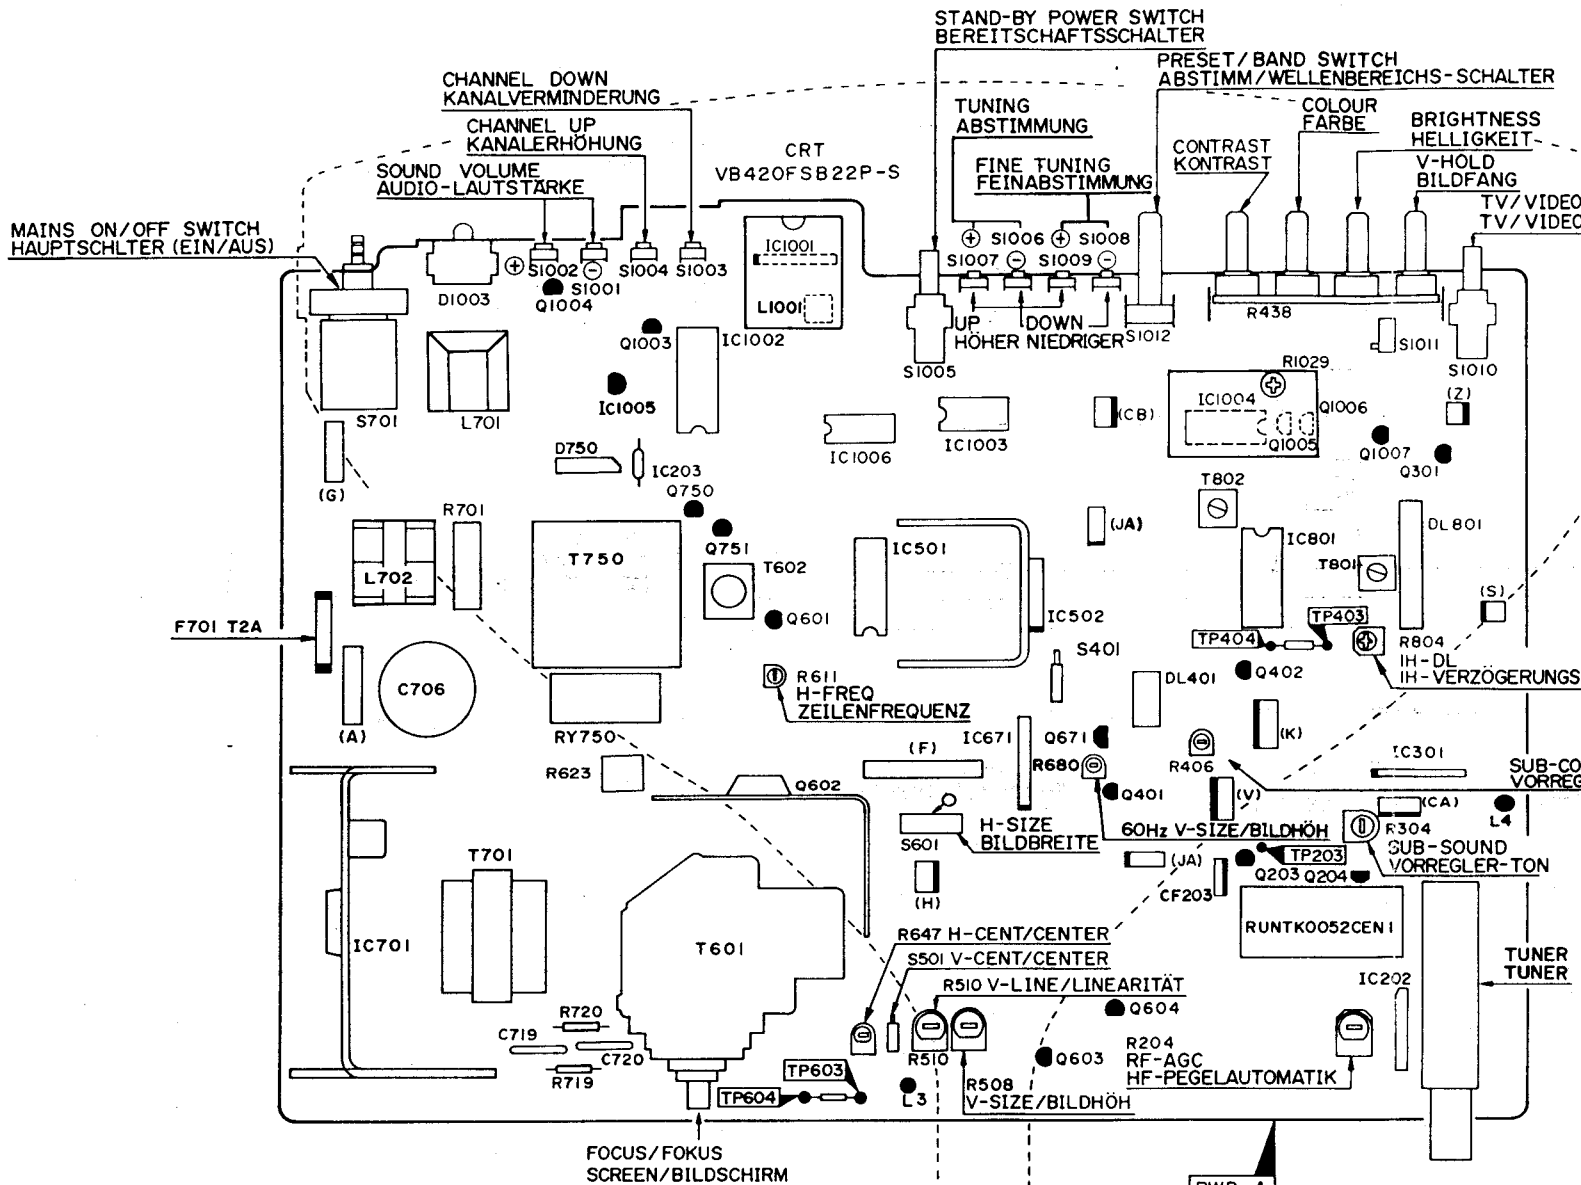 STAND-BY POWER SWITCH
BEREITSCHAFTSSCHALTER
PRESET/BAND SWITCH
ABSTIMM/WELLENBEREICHS-SCHALTER
CHANNEL DOWN
KANALVERMINDERUNG
TUNING
ABSTIMMUNG
COLOUR
FARBE
BRIGHTNESS
HELLIGKEIT
CHANNEL UP
KANALERHÖHUNG
CRT
VB420FSB22P-S
CONTRAST
KONTRAST
V-HOLD
BILDFANG
SOUND VOLUME
AUDIO-LAUTSTÄRKE
FINE TUNING
FEINABSTIMMUNG
TV/VIDEO
TV/VIDEO
MAINS ON/OFF SWITCH
HAUPTSCHLTER (EIN/AUS)
IC1001
⊕ S1006 ⊕ S1008
S1007 ⊖ S1009 ⊖
⊕ S1002 ⊖ S1004 S1003
S1001
D1003
Q1004
L1001
UP DOWN
HÖHER NIEDRIGER
S1012
R438
S1011
Q1003
IC1002
S1005
R1029
S1010
IC1005
IC1004
Q1006
(Z)
S701
L701
(CB)
Q1005
IC1006
IC1003
Q1007
Q301
D750
IC203
(G)
Q750
T802
R701
(JA)
DL801
Q751
T750
IC501
IC801
L702
T602
T801
(S)
Q601
IC502
TP403
F701 T2A
TP404
R804
S401
IH-DL
IH-VERZÖGERUNGS
R611
H-FREQ
ZEILENFREQUENZ
DL401
Q402
C706
(A)
RY750
(F)
IC671
Q671
(K)
R623
R680
R406
IC301
SUB-CO
VORREG
Q602
Q401
(V)
(CA)
L4
S601
H-SIZE
BILDBREITE
60Hz V-SIZE/BILDHÖH
R304
SUB-SOUND
VORREGLER-TON
T701
(JA)
TP203
Q203 Q204
CF203
(H)
RUNTK0052CEN1
IC701
T601
R647 H-CENT/CENTER
S501 V-CENT/CENTER
R510 V-LINE/LINEARITÄT
TUNER
TUNER
IC202
R720
Q604
C719
C720
R719
R510
Q603
R204
RF-AGC
HF-PEGELAUTOMATIK
TP603
TP604
L3
R508
V-SIZE/BILDHÖH
FOCUS/FOKUS
SCREEN/BILDSCHIRM